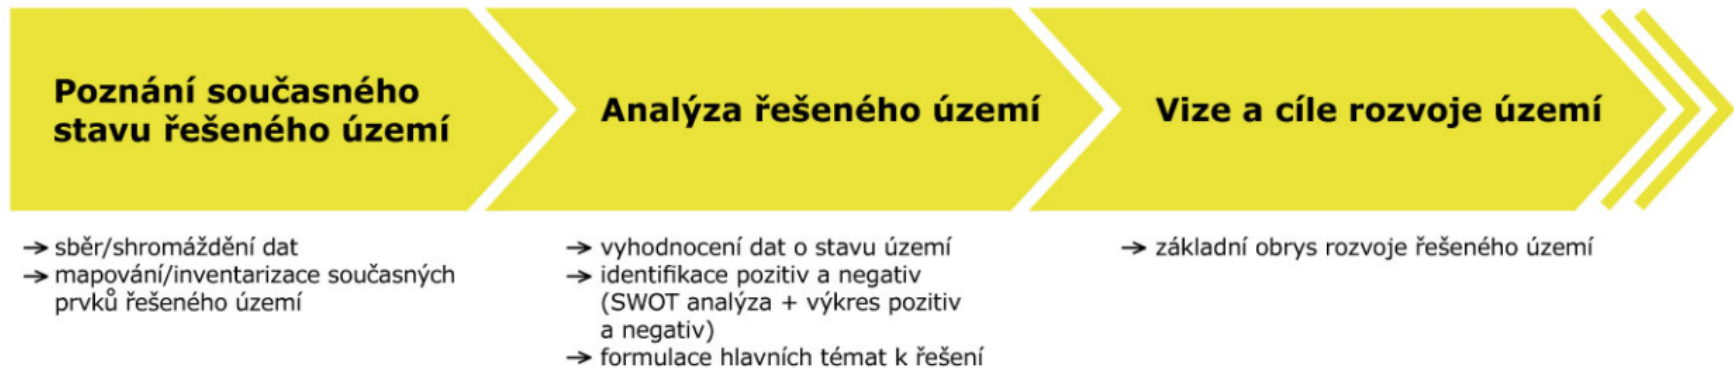 Poznání současného
stavu řešeného území
Analýza řešeného území
Vize a cíle rozvoje území
→ sběr/shromáždění dat
→ mapování/inventarizace současných
prvků řešeného území
→ vyhodnocení dat o stavu území
→ identifikace pozitiv a negativ
(SWOT analýza + výkres pozitiv
a negativ)
→ formulace hlavních témat k řešení
→ základní obrys rozvoje řešeného území